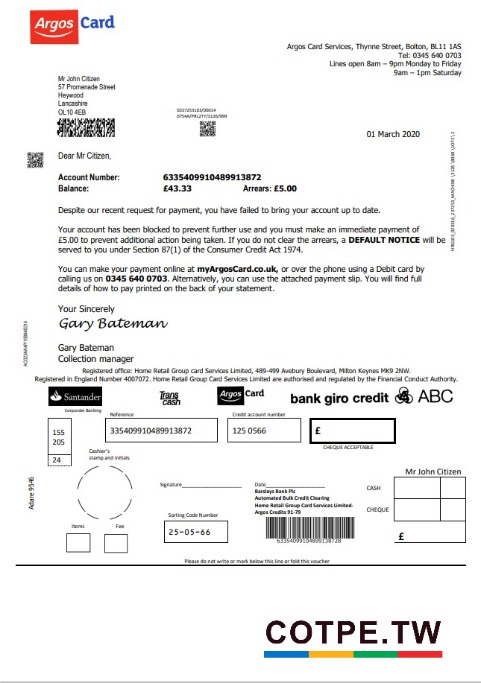 Argos Card
Argos Card Services, Thynne Street, Bolton, BL11 1AS
Tel: 0345 640 0703
Lines open 8am – 9pm Monday to Friday
9am – 1pm Saturday
Mr John Citizen
57 Promenade Street
Heywood
Lancashire
OL10 4EB
01 March 2020
Dear Mr Citizen,
Account Number: 6335409910489913872
Balance: £43.33 Arrears: £5.00
Despite our recent request for payment, you have failed to bring your account up to date.
Your account has been blocked to prevent further use and you must make an immediate payment of
£5.00 to prevent additional action being taken. If you do not clear the arrears, a DEFAULT NOTICE will be
served to you under Section 87(1) of the Consumer Credit Act 1974.
You can make your payment online at myArgosCard.co.uk, or over the phone using a Debit card by
calling us on 0345 640 0703. Alternatively, you can use the attached payment slip. You will find full
details of how to pay printed on the back of your statement.
Your Sincerely
Gary Bateman
Gary Bateman
Collection manager
Registered office: Home Retail Group card Services Limited, 489-499 Avebury Boulevard, Milton Keynes MK9 2NW.
Registered in England Number 4007072. Home Retail Group Card Services Limited are authorised and regulated by the Financial Conduct Authority.
Santander
Corporate Banking
Trans cash
Argos Card
bank giro credit ABC
Reference
Credit account number
155
205
24
335409910489913872
125 0566
£
CHEQUE ACCEPTABLE
Cashier's
stamp and initials
Mr John Citizen
Signature
Date
CASH
Barclays Bank Plc
Automated Bulk Credit Clearing
Home Retail Group Card Services Limited-
Argos Credits 91-79
CHEQUE
Adare 9546
Sorting Code Number
25-05-66
Items
Fee
£
Please do not write or mark below this line or fold this voucher
COTPE.TW